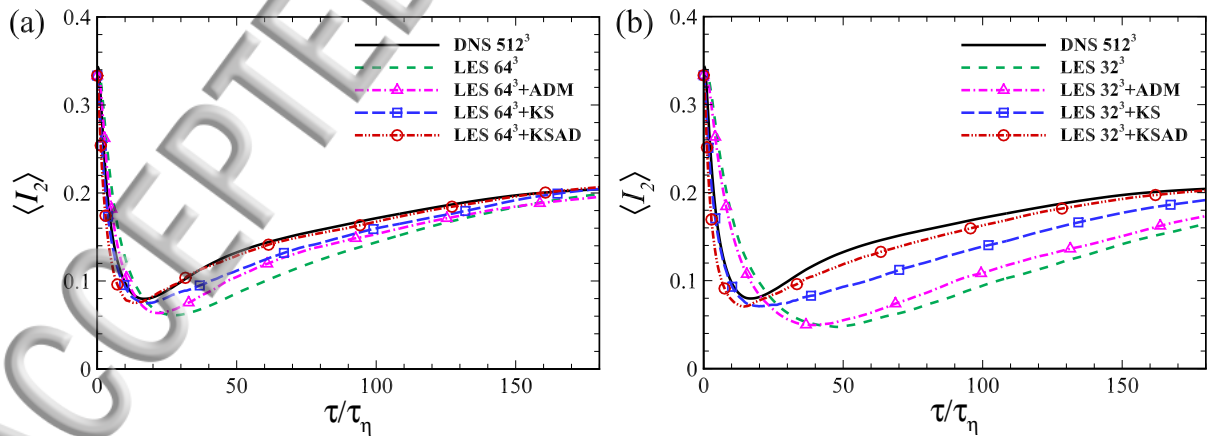 (a)
0.4
0.3
0.2
0.1
0
⟨I₂⟩
DNS 512³
LES 64³
LES 64³+ADM
LES 64³+KS
LES 64³+KSAD
0 50 100 150
τ/τη
(b)
0.4
0.3
0.2
0.1
0
⟨I₂⟩
DNS 512³
LES 32³
LES 32³+ADM
LES 32³+KS
LES 32³+KSAD
0 50 100 150
τ/τη